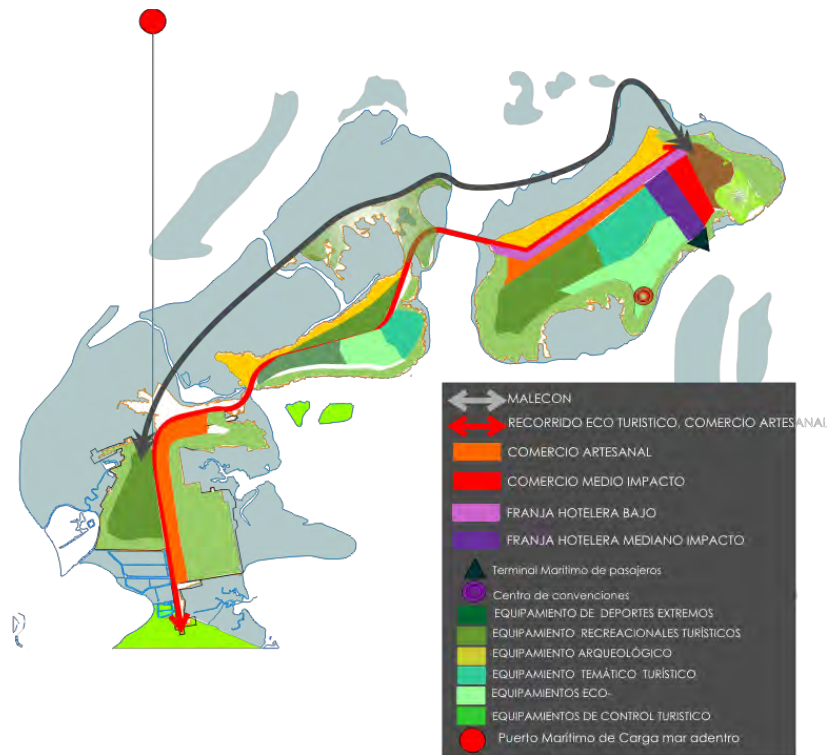 MALECON
RECORRIDO ECO TURISTICO, COMERCIO ARTESANAL
COMERCIO ARTESANAL
COMERCIO MEDIO IMPACTO
FRANJA HOTELERA BAJO
FRANJA HOTELERA MEDIANO IMPACTO
Terminal Marítimo de pasajeros
Centro de convenciones
EQUIPAMIENTO DE DEPORTES EXTREMOS
EQUIPAMIENTO RECREACIONALES TURÍSTICOS
EQUIPAMIENTO ARQUEOLÓGICO
EQUIPAMIENTO TEMÁTICO TURÍSTICO
EQUIPAMIENTOS ECO-
EQUIPAMIENTOS DE CONTROL TURISTICO
Puerto Marítimo de Carga mar adentro